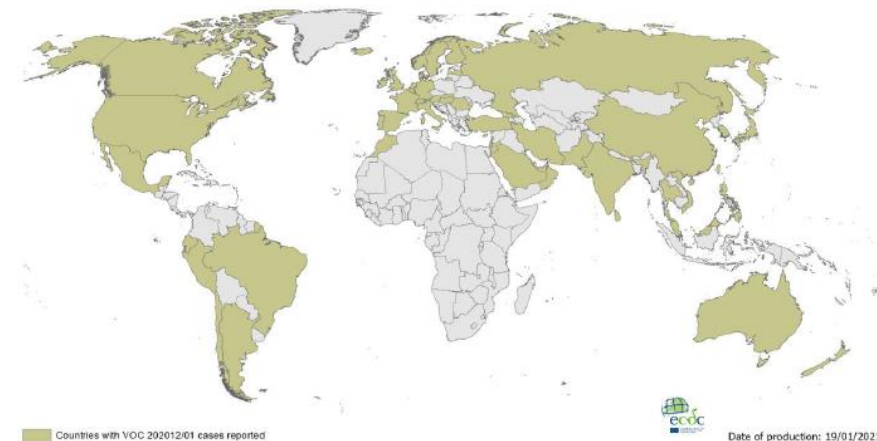 ecdc
Countries with VOC 202012/01 cases reported
Date of production: 19/01/2021